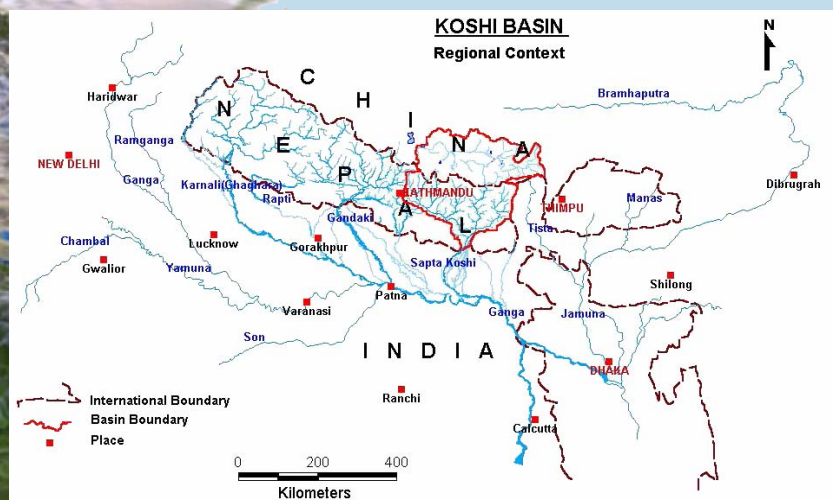 KOSHI BASIN
Regional Context
N
C
H
I
N
A
N
E
P
A
L
Bramhaputra
Haridwar
Ramganga
NEW DELHI
Ganga
Karnali(Ghaghara)
Rapti
Gandaki
KATHMANDU
THIMPU
Manas
Dibrugrah
Tista
Chambal
Lucknow
Gorakhpur
Gwalior
Yamuna
Sapta Koshi
Patna
Varanasi
Ganga
Jamuna
Shilong
Son
I N D I A
DHAKA
Ranchi
Calcutta
International Boundary
Basin Boundary
Place
0 200 400
Kilometers